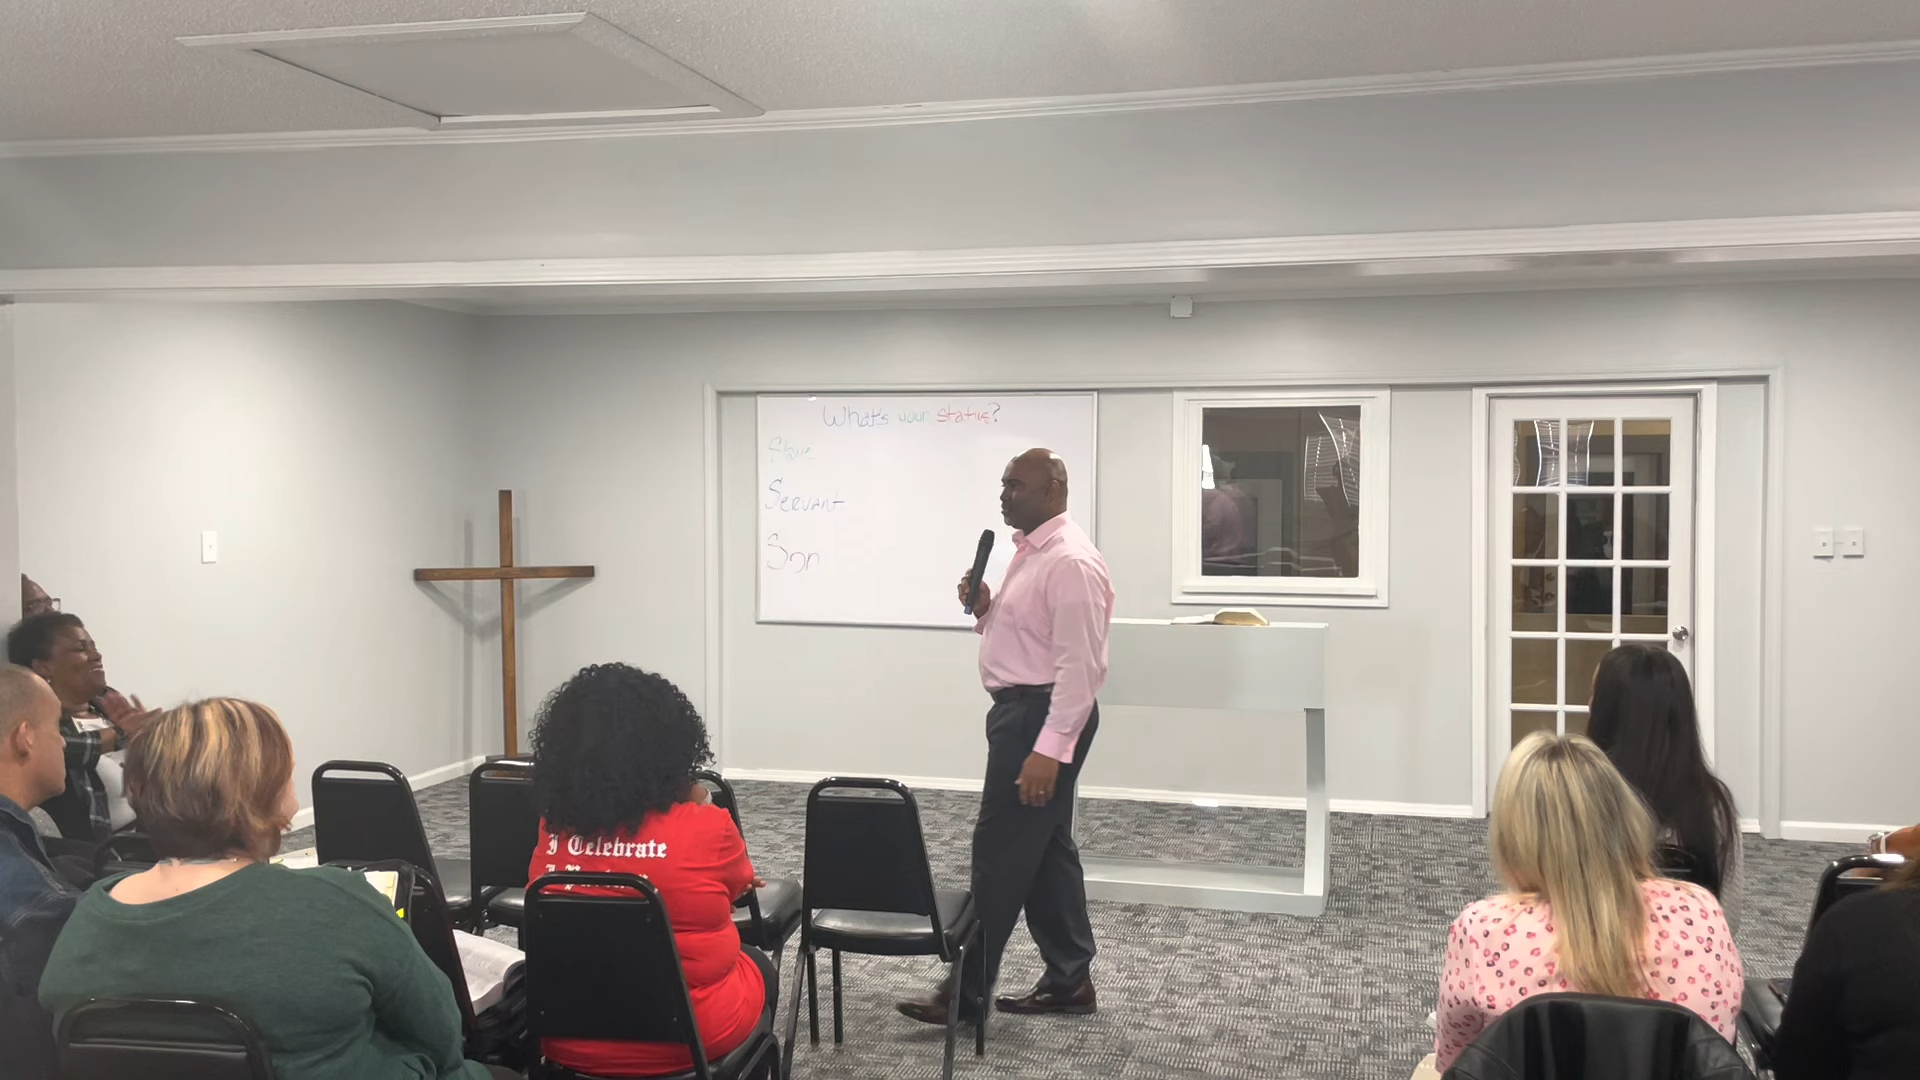 What's your status?
Slave
Servant
Son
I Celebrate